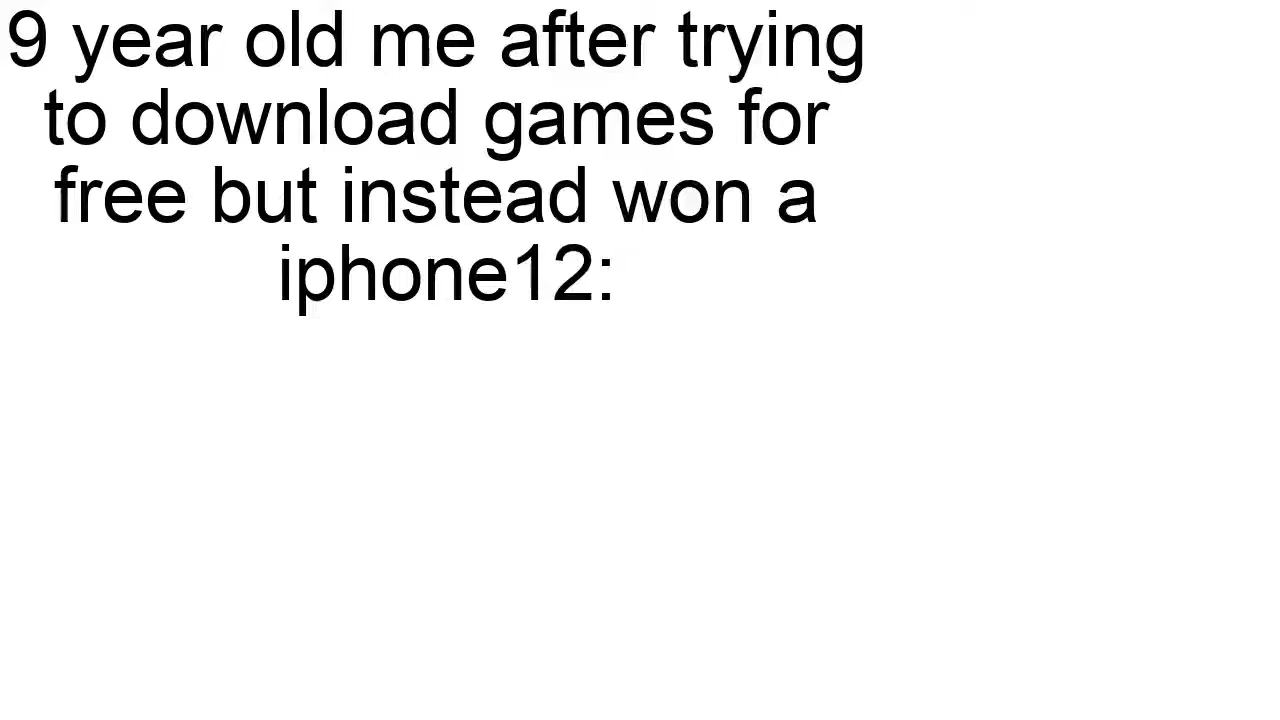 9 year old me after trying
to download games for
free but instead won a
iphone12: